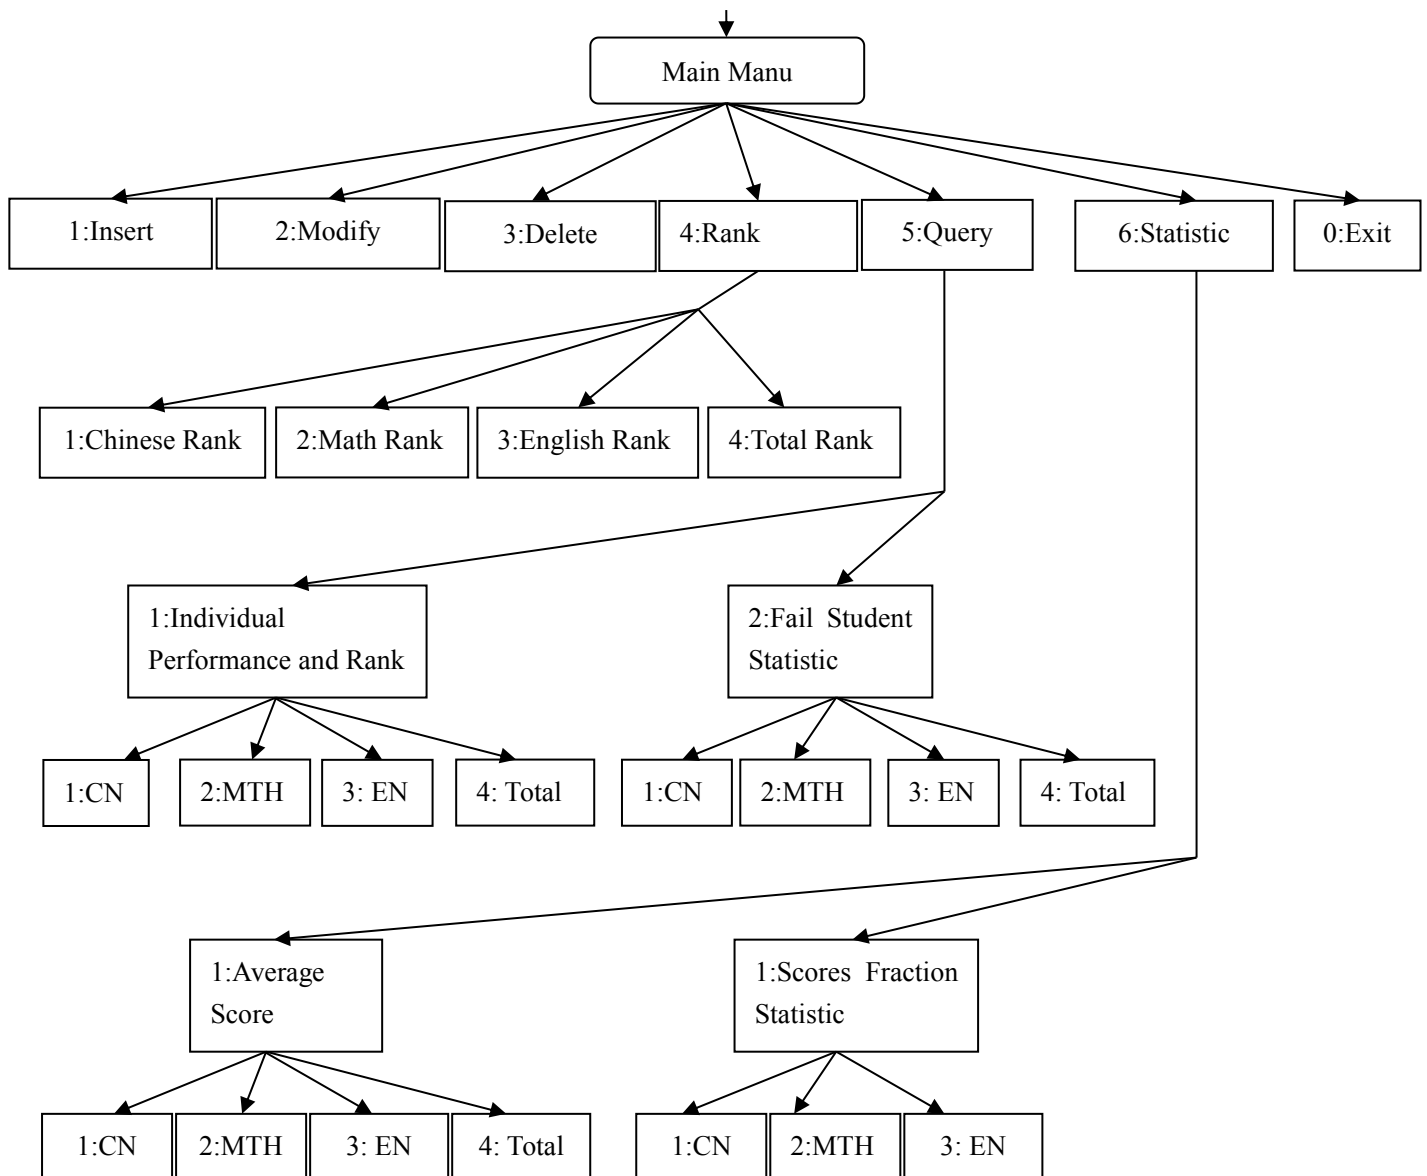 Main Manu
1:Insert
2:Modify
3:Delete
4:Rank
5:Query
6:Statistic
0:Exit
1:Chinese Rank
2:Math Rank
3:English Rank
4:Total Rank
1:Individual
Performance and Rank
2:Fail Student
Statistic
1:CN
2:MTH
3: EN
4: Total
1:CN
2:MTH
3: EN
4: Total
1:Average
Score
1:Scores Fraction
Statistic
1:CN
2:MTH
3: EN
4: Total
1:CN
2:MTH
3: EN